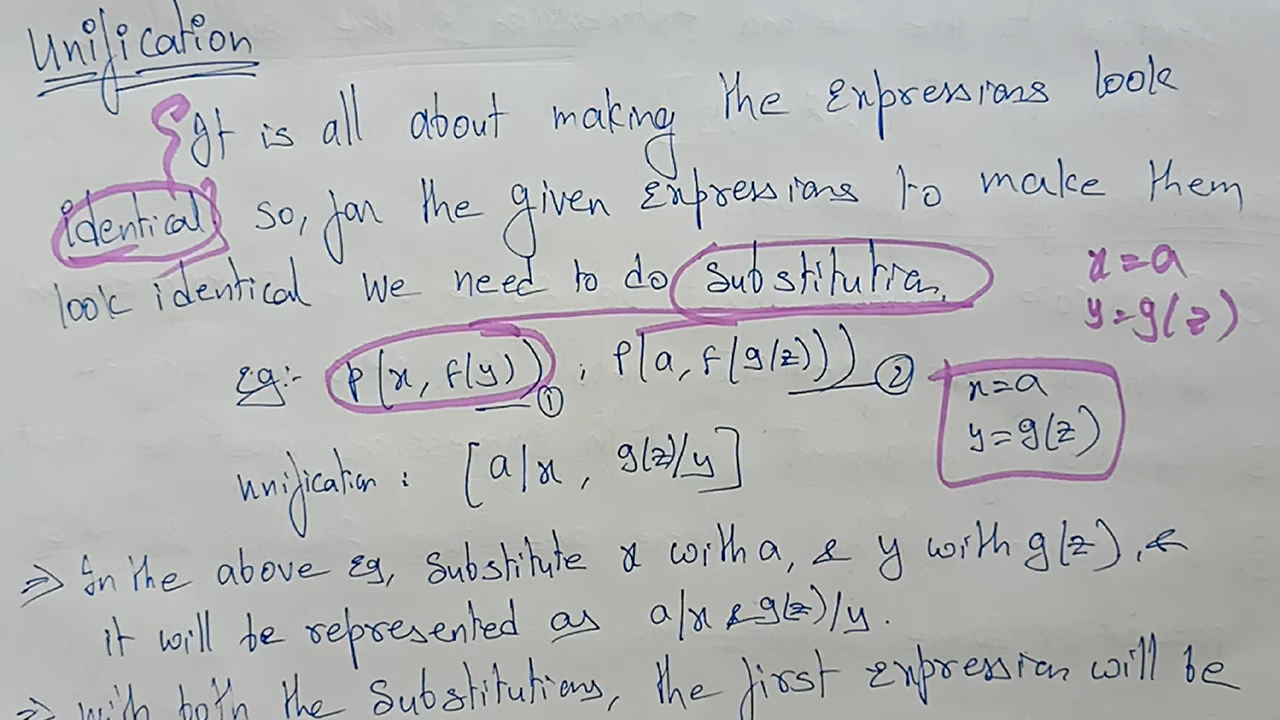 Unification
It is all about making the expressions look
identical. so, for the given expressions to make them
look identical we need to do substitution.
x=a
y=g(z)
Eg:- P(x, F(y)) ① ; P(a, F(g(z))) ②
x=a
y=g(z)
Unification : [a/x, g(z)/y]
⇒ In the above Eg, substitute x with a, & y with g(z), &
it will be represented as a/x & g(z)/y.
⇒ with both the substitutions, the first expression will be